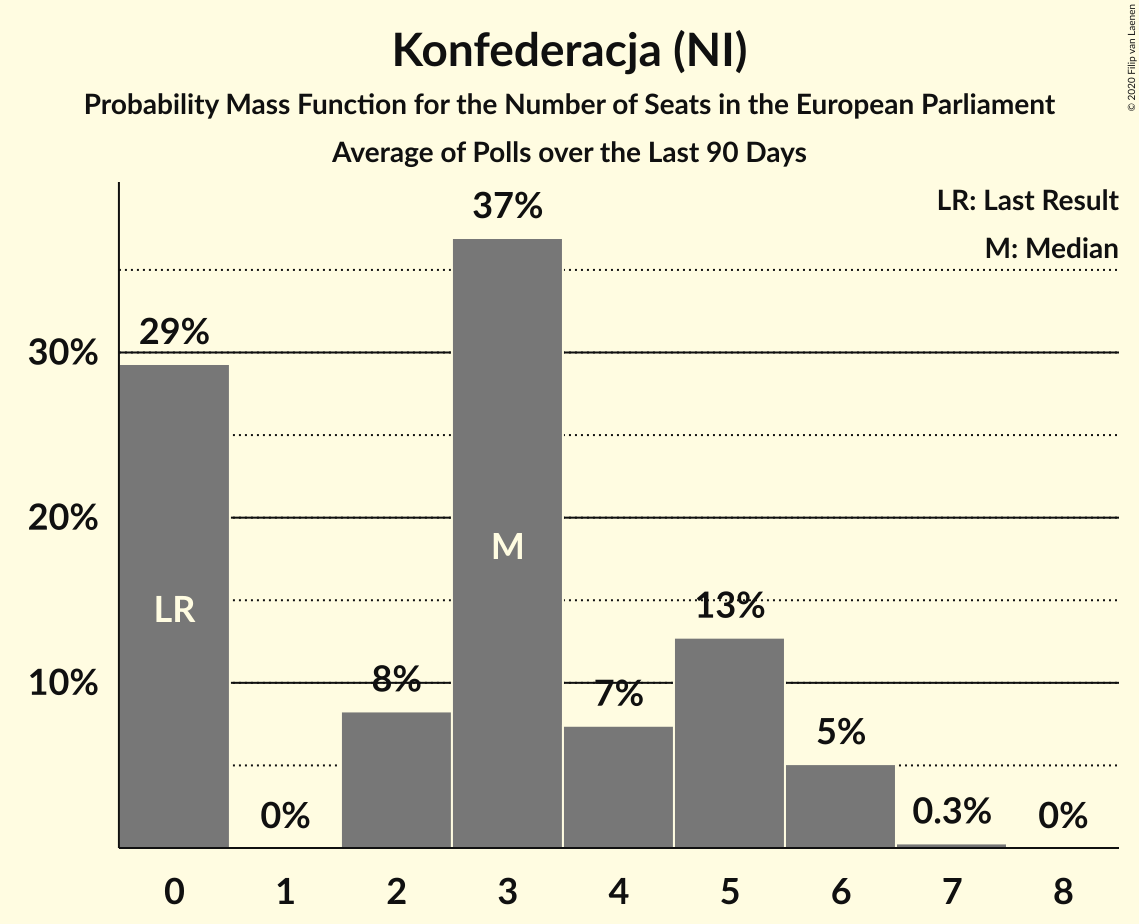 Konfederacja (NI)
Probability Mass Function for the Number of Seats in the European Parliament
Average of Polls over the Last 90 Days
© 2020 Filip van Laenen
LR: Last Result
M: Median
37%
29%
30%
20%
M
LR
13%
10%
8%
7%
5%
0%
0.3%
0%
0 1 2 3 4 5 6 7 8